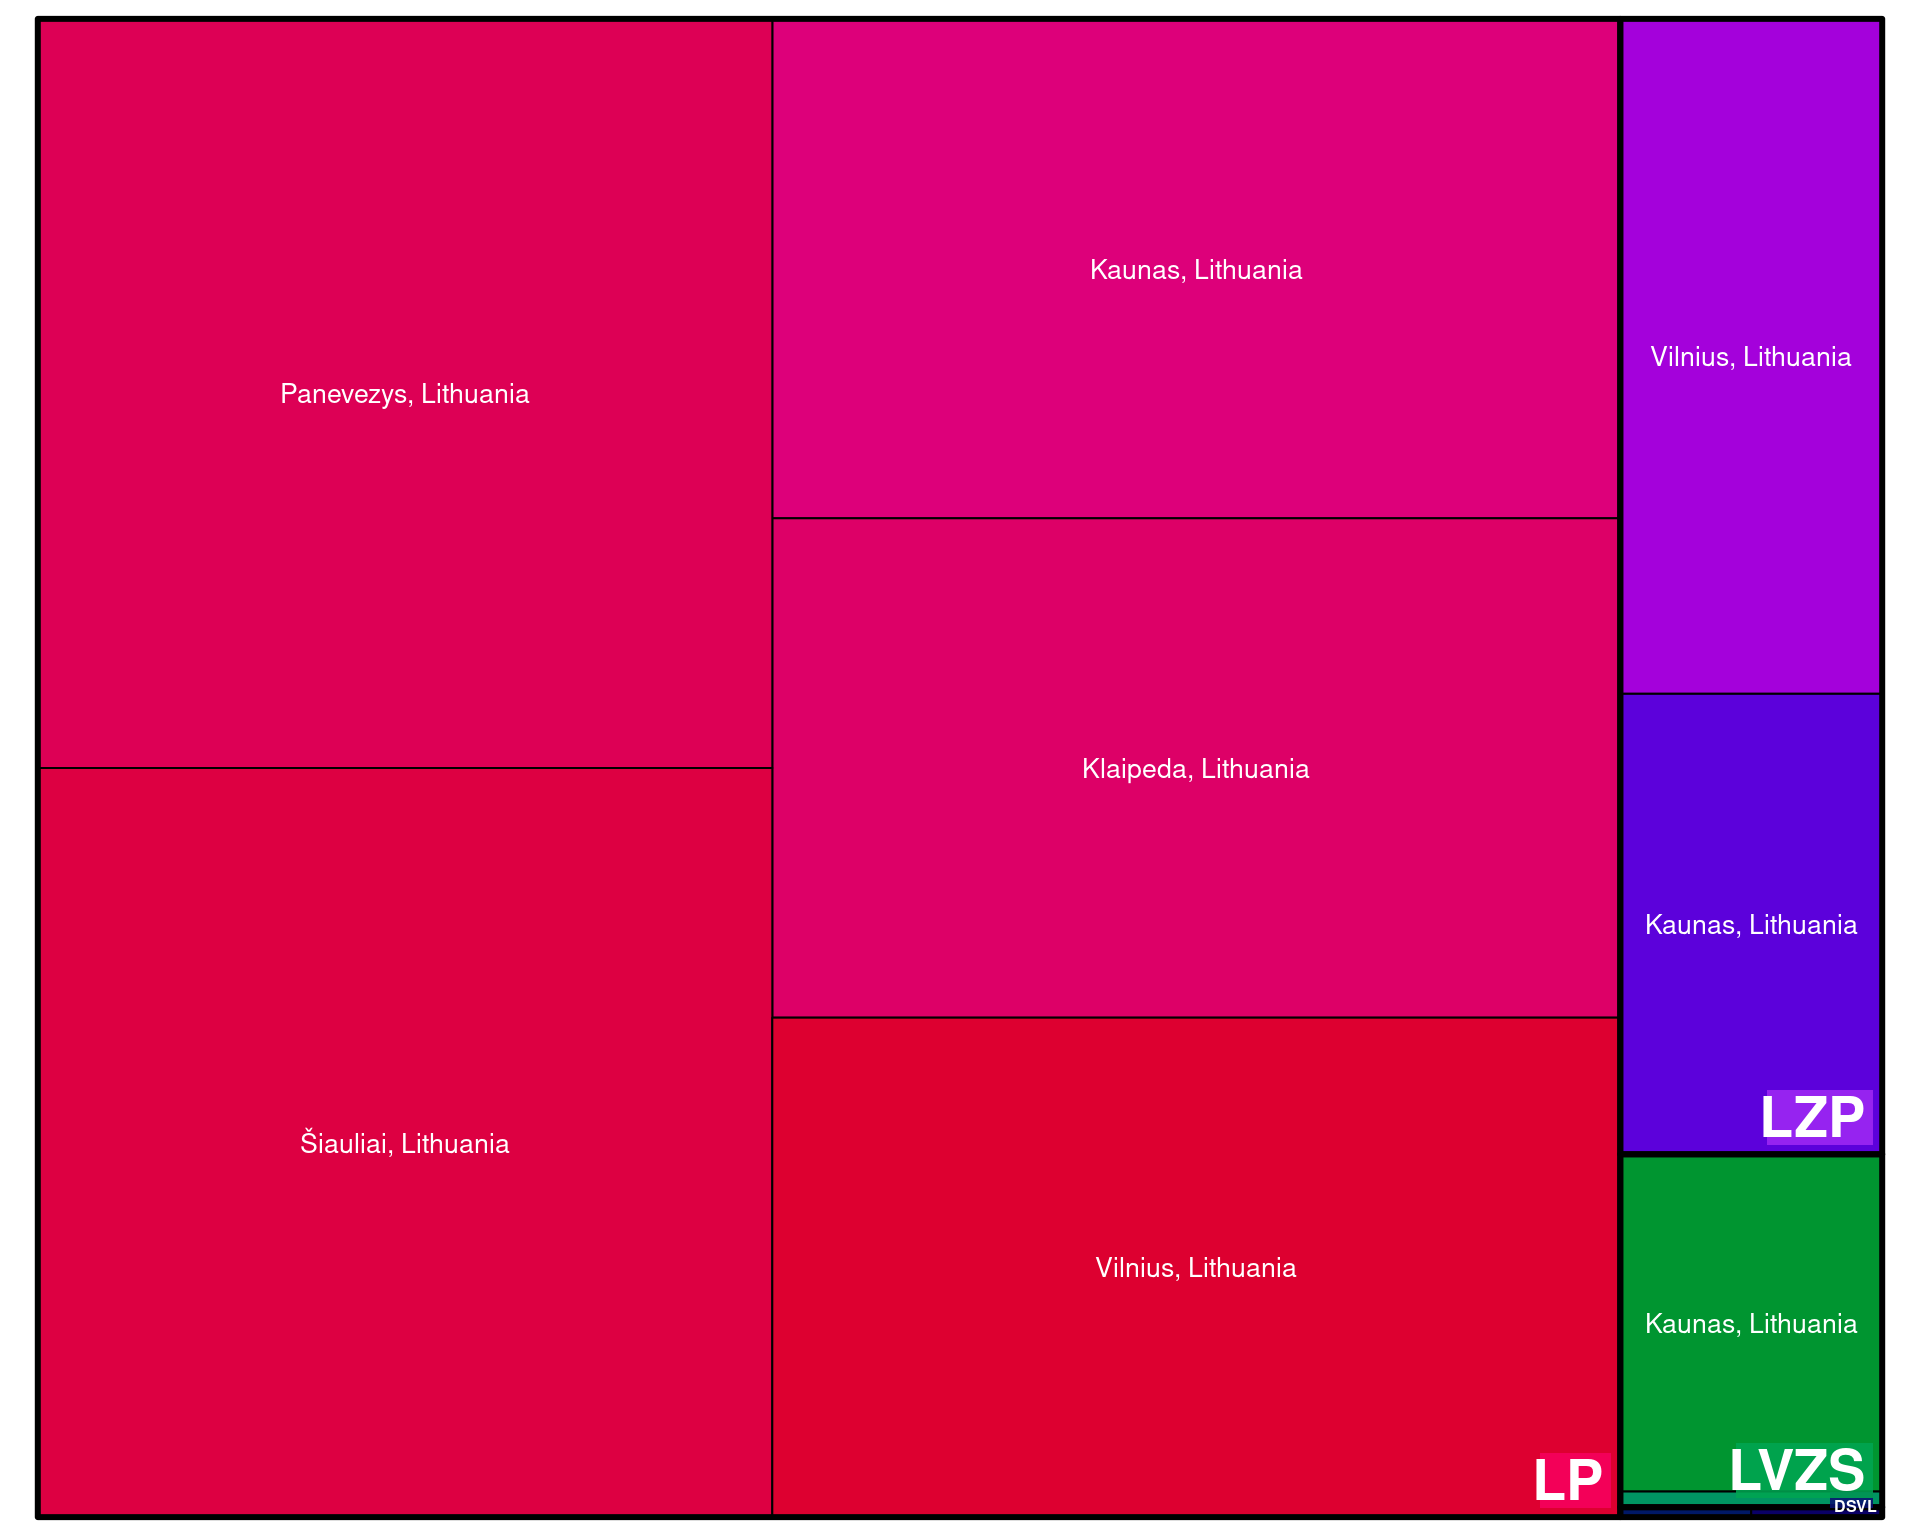 Panevezys, Lithuania
Šiauliai, Lithuania
Kaunas, Lithuania
Klaipeda, Lithuania
Vilnius, Lithuania
LP
Vilnius, Lithuania
Kaunas, Lithuania
LZP
Kaunas, Lithuania
LVZS
DSVL